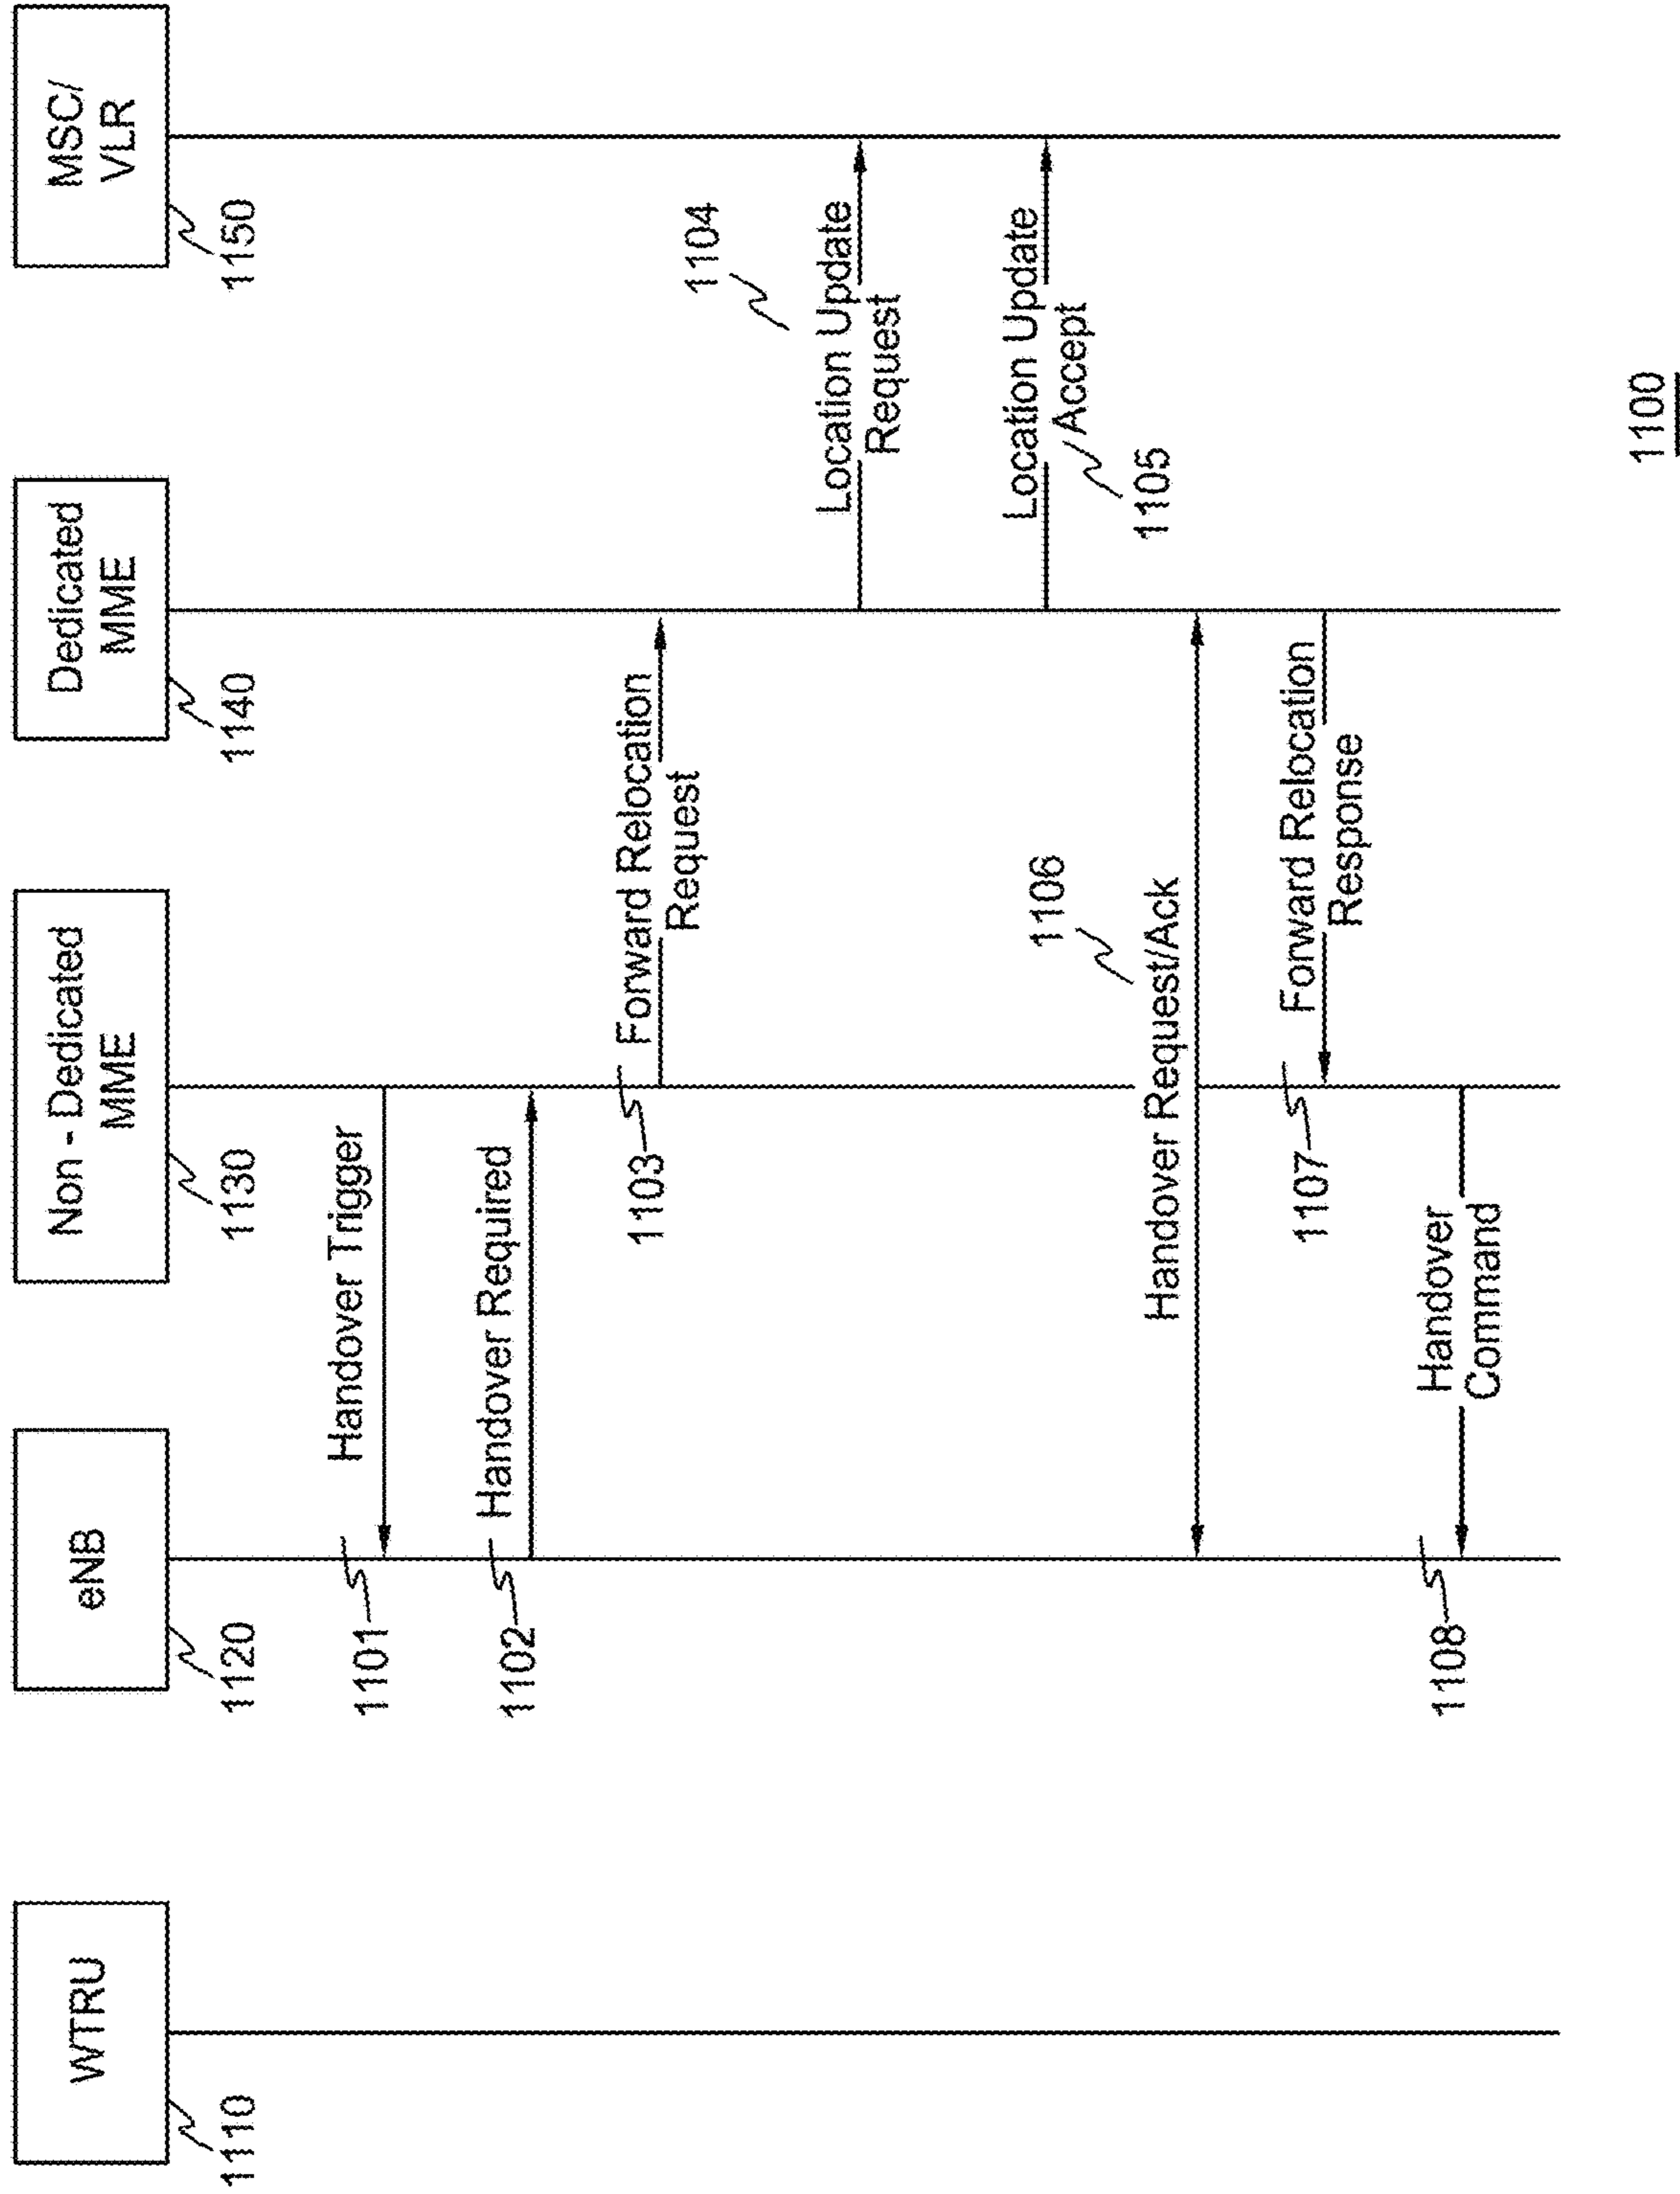 WTRU
1110
eNB
1120
Non - Dedicated
MME
1130
Dedicated
MME
1140
MSC/
VLR
1150
Handover Trigger
1101
Handover Required
1102
Forward Relocation
Request
1103
1104
Location Update
Request
Location Update
Accept
1105
1106
Handover Request/Ack
Forward Relocation
Response
1107
Handover
Command
1108
1100